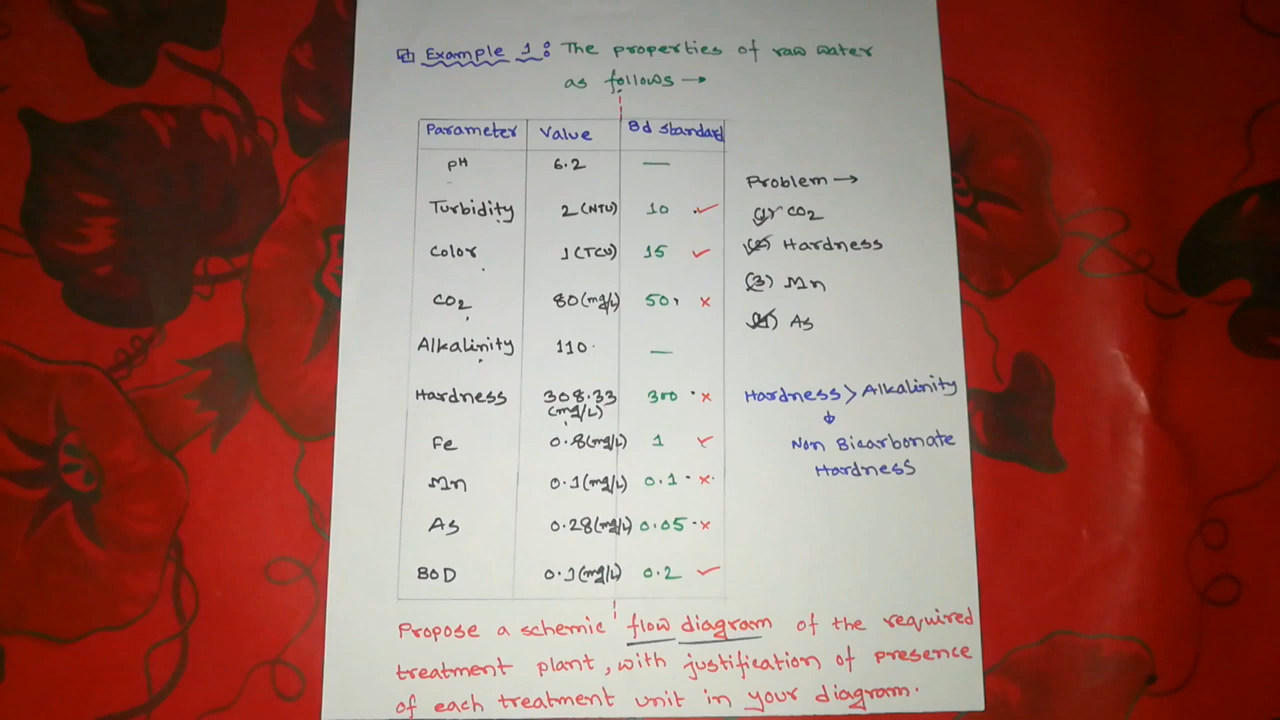 Example 1: The properties of raw water
as follows →
Parameter Value Bd standard
pH 6.2 —
Turbidity 2 (NTU) 10 ✓
Color 1 (TCU) 15 ✓
CO2 80 (mg/L) 50 ×
Alkalinity 110 —
Hardness 308.33 (mg/L) 300 ×
Fe 0.8 (mg/L) 1 ✓
Mn 0.1 (mg/L) 0.1 ×
As 0.28 (mg/L) 0.05 ×
BOD 0.1 (mg/L) 0.2 ✓
Problem →
(1) CO2
(2) Hardness
(3) Mn
(4) As
Hardness > Alkalinity
↓
Non Bicarbonate
Hardness
Propose a schemic flow diagram of the required
treatment plant, with justification of presence
of each treatment unit in your diagram.